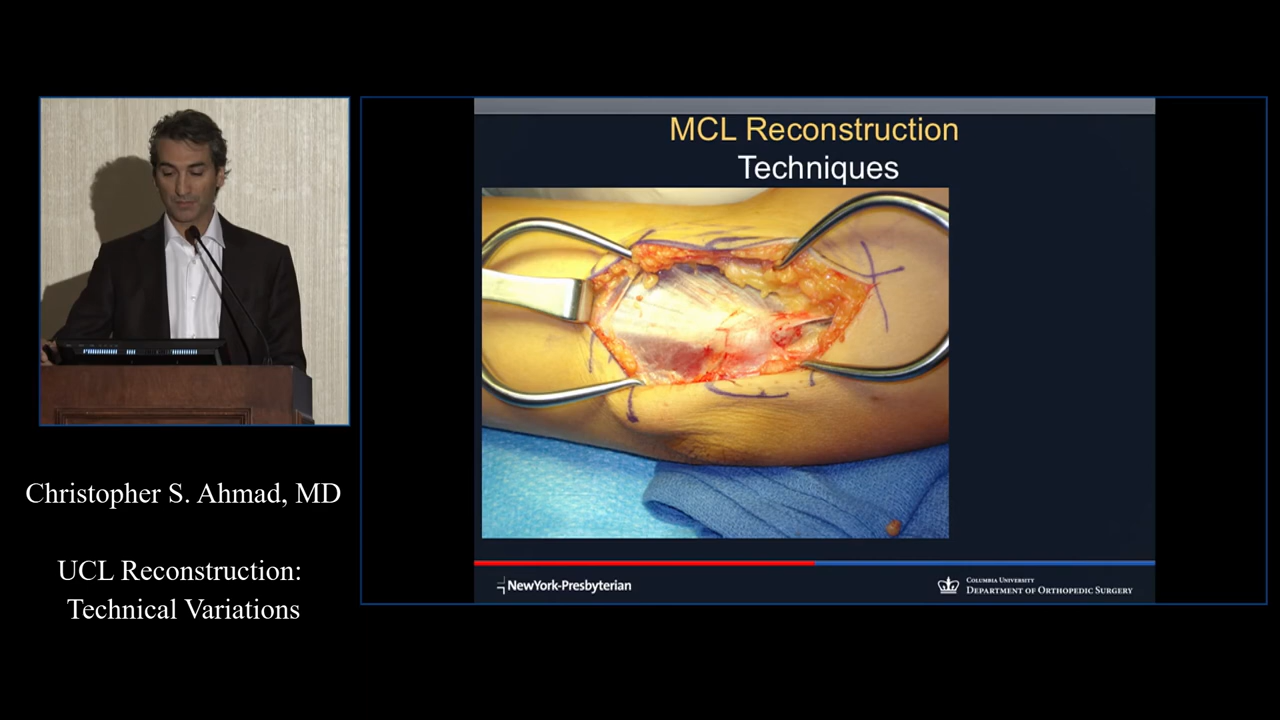 MCL Reconstruction
Techniques
Christopher S. Ahmad, MD
UCL Reconstruction:
Technical Variations
NewYork-Presbyterian
COLUMBIA UNIVERSITY
DEPARTMENT OF ORTHOPEDIC SURGERY